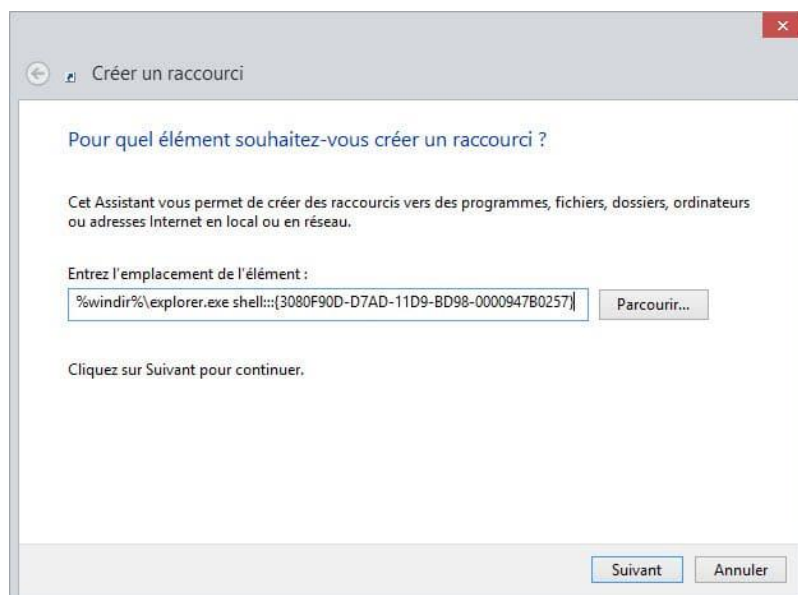 Créer un raccourci
Pour quel élément souhaitez-vous créer un raccourci ?
Cet Assistant vous permet de créer des raccourcis vers des programmes, fichiers, dossiers, ordinateurs
ou adresses Internet en local ou en réseau.
Entrez l'emplacement de l'élément :
%windir%\explorer.exe shell:::{3080F90D-D7AD-11D9-BD98-0000947B0257}
Parcourir...
Cliquez sur Suivant pour continuer.
Suivant
Annuler